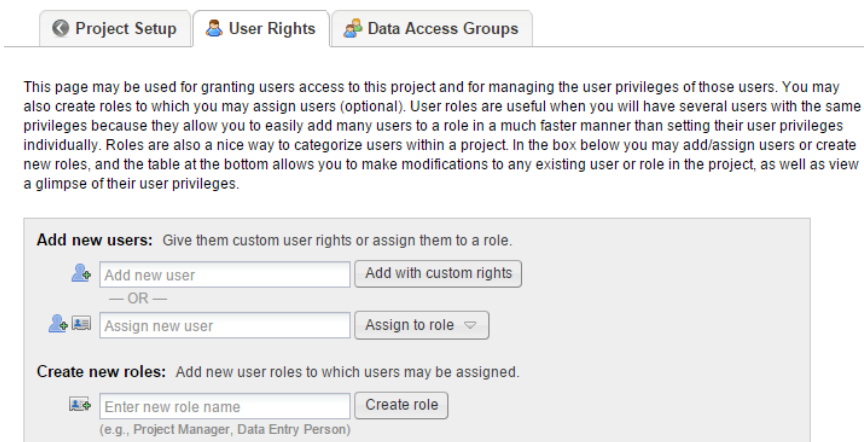 Project Setup User Rights Data Access Groups
This page may be used for granting users access to this project and for managing the user privileges of those users. You may
also create roles to which you may assign users (optional). User roles are useful when you will have several users with the same
privileges because they allow you to easily add many users to a role in a much faster manner than setting their user privileges
individually. Roles are also a nice way to categorize users within a project. In the box below you may add/assign users or create
new roles, and the table at the bottom allows you to make modifications to any existing user or role in the project, as well as view
a glimpse of their user privileges.
Add new users: Give them custom user rights or assign them to a role.
Add new user Add with custom rights
— OR —
Assign new user Assign to role
Create new roles: Add new user roles to which users may be assigned.
Enter new role name Create role
(e.g., Project Manager, Data Entry Person)